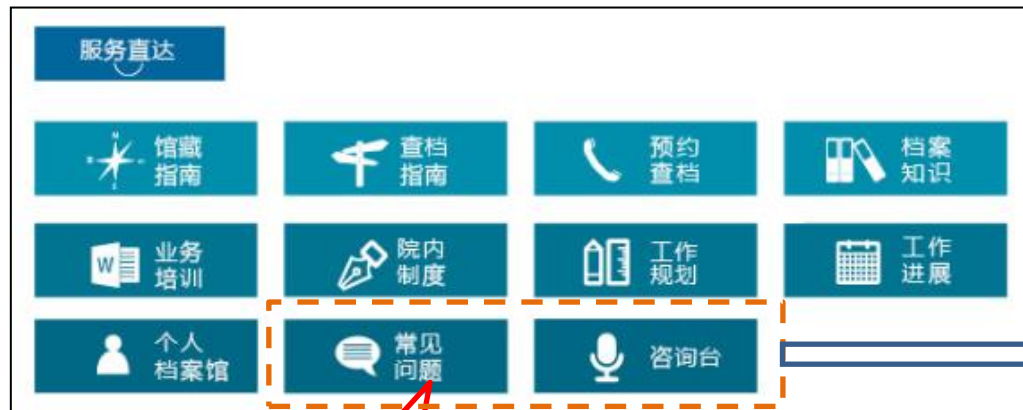 服务直达
馆藏
指南
查档
指南
预约
查档
档案
知识
W
业务
培训
院内
制度
工作
规划
工作
进展
个人
档案馆
常见
问题
咨询台